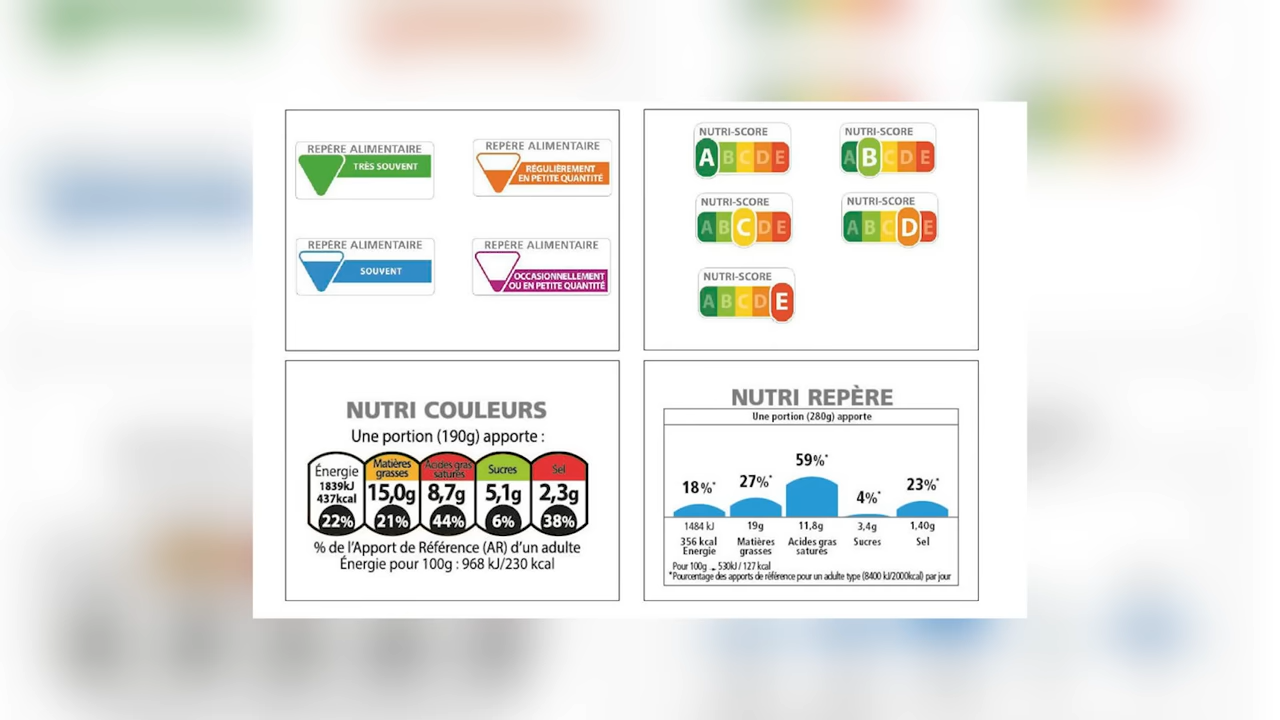 REPÈRE ALIMENTAIRE
TRÈS SOUVENT
REPÈRE ALIMENTAIRE
RÉGULIÈREMENT
EN PETITE QUANTITÉ
REPÈRE ALIMENTAIRE
SOUVENT
REPÈRE ALIMENTAIRE
OCCASIONNELLEMENT
OU EN PETITE QUANTITÉ
NUTRI-SCORE
A B C D E
NUTRI-SCORE
A B C D E
NUTRI-SCORE
A B C D E
NUTRI-SCORE
A B C D E
NUTRI-SCORE
A B C D E
NUTRI COULEURS
Une portion (190g) apporte :
Énergie
1839kJ
437kcal
22%
Matières
grasses
15,0g
21%
Acides gras
saturés
8,7g
44%
Sucres
5,1g
6%
Sel
2,3g
38%
% de l'Apport de Référence (AR) d'un adulte
Énergie pour 100g : 968 kJ/230 kcal
NUTRI REPÈRE
Une portion (280g) apporte
18%* 27%* 59%* 4%* 23%*
1484 kJ 19g 11,8g 3,4g 1,40g
356 kcal Matières Acides gras Sucres Sel
Energie grasses saturés
Pour 100g : 530kJ / 127 kcal
*Pourcentage des apports de référence pour un adulte type (8400 kJ/2000kcal) par jour